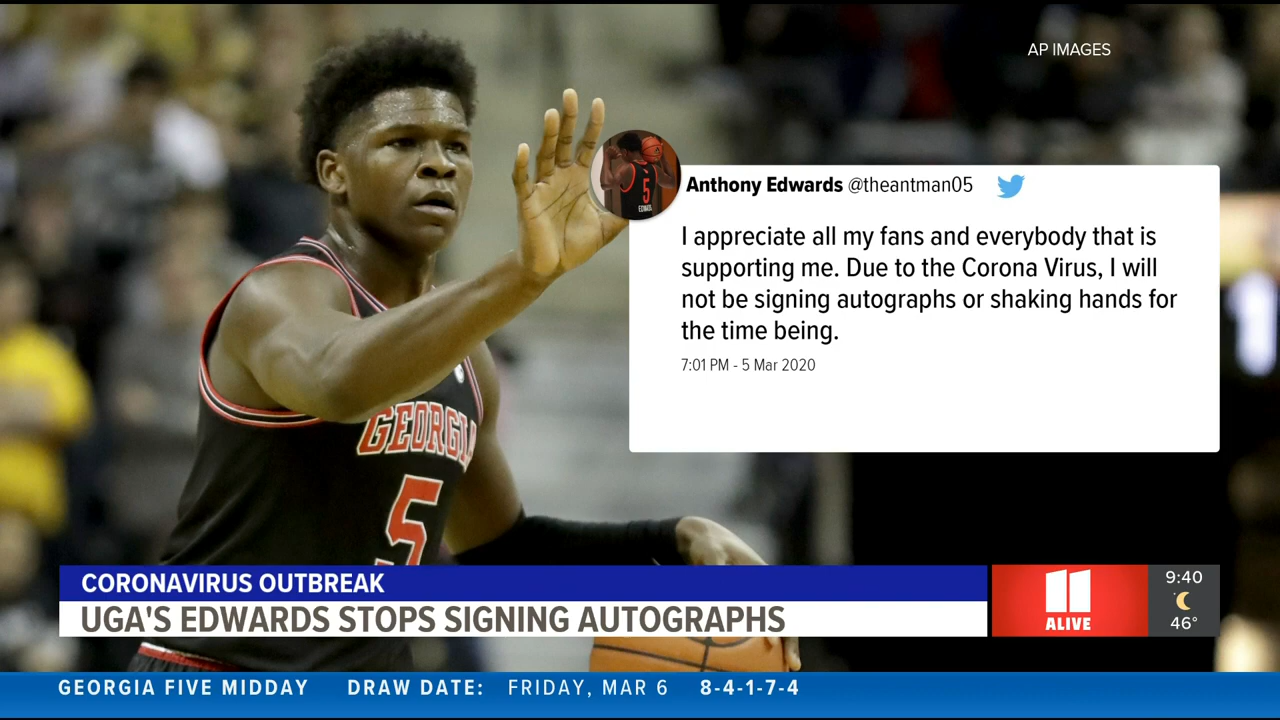 AP IMAGES
Anthony Edwards @theantman05
I appreciate all my fans and everybody that is
supporting me. Due to the Corona Virus, I will
not be signing autographs or shaking hands for
the time being.
7:01 PM - 5 Mar 2020
5
EDWARDS
GEORGIA
5
CORONAVIRUS OUTBREAK
UGA'S EDWARDS STOPS SIGNING AUTOGRAPHS
11
ALIVE
9:40
46°
GEORGIA FIVE MIDDAY DRAW DATE: FRIDAY, MAR 6 8-4-1-7-4